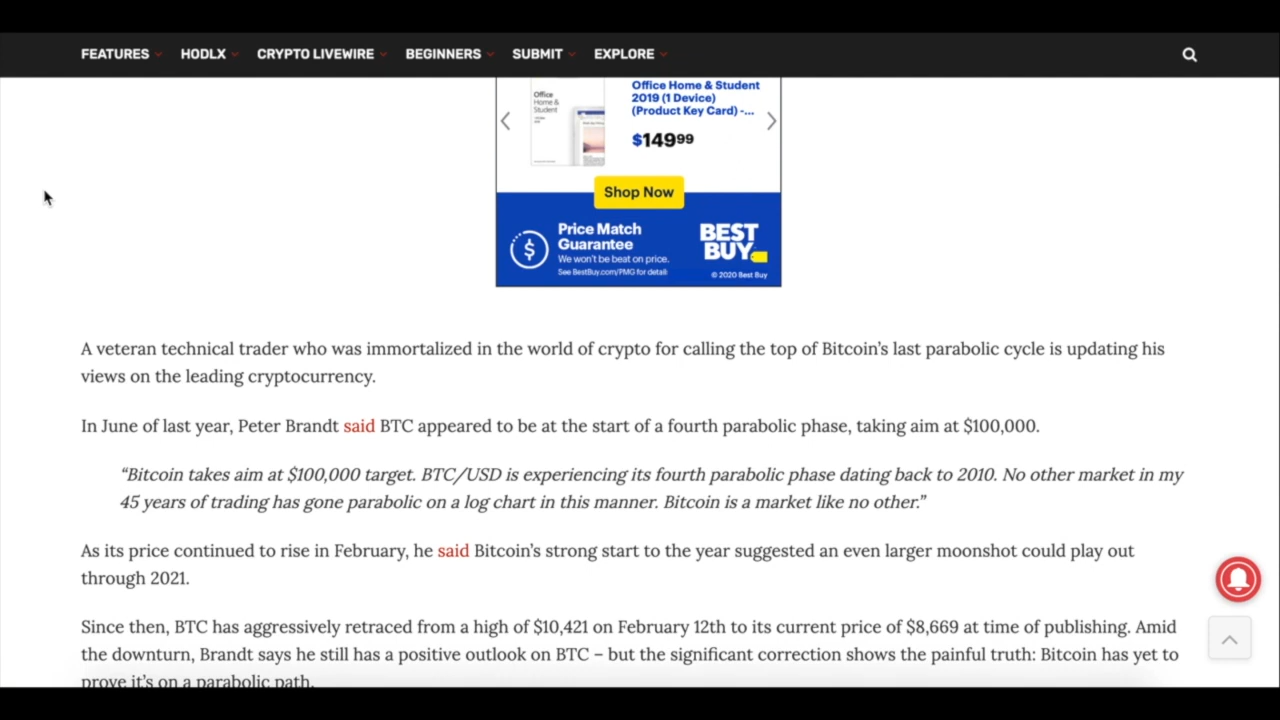 FEATURES HODLX CRYPTO LIVEWIRE BEGINNERS SUBMIT EXPLORE
Office
Home &
Student
Office Home & Student
2019 (1 Device)
(Product Key Card) -...
$149⁹⁹
Shop Now
Price Match
Guarantee
We won't be beat on price.
See BestBuy.com/PMG for detail
BEST
BUY
© 2020 Best Buy
A veteran technical trader who was immortalized in the world of crypto for calling the top of Bitcoin’s last parabolic cycle is updating his
views on the leading cryptocurrency.
In June of last year, Peter Brandt said BTC appeared to be at the start of a fourth parabolic phase, taking aim at $100,000.
“Bitcoin takes aim at $100,000 target. BTC/USD is experiencing its fourth parabolic phase dating back to 2010. No other market in my
45 years of trading has gone parabolic on a log chart in this manner. Bitcoin is a market like no other.”
As its price continued to rise in February, he said Bitcoin’s strong start to the year suggested an even larger moonshot could play out
through 2021.
Since then, BTC has aggressively retraced from a high of $10,421 on February 12th to its current price of $8,669 at time of publishing. Amid
the downturn, Brandt says he still has a positive outlook on BTC – but the significant correction shows the painful truth: Bitcoin has yet to
prove it’s on a parabolic path.